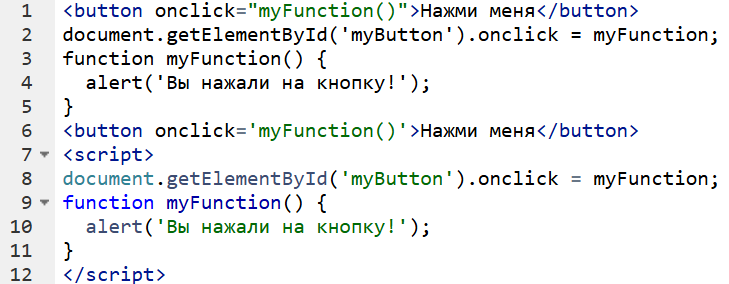 1 <button onclick="myFunction()">Нажми меня</button>
2 document.getElementById('myButton').onclick = myFunction;
3 function myFunction() {
4   alert('Вы нажали на кнопку!');
5 }
6 <button onclick='myFunction()'>Нажми меня</button>
7 <script>
8 document.getElementById('myButton').onclick = myFunction;
9 function myFunction() {
10   alert('Вы нажали на кнопку!');
11 }
12 </script>